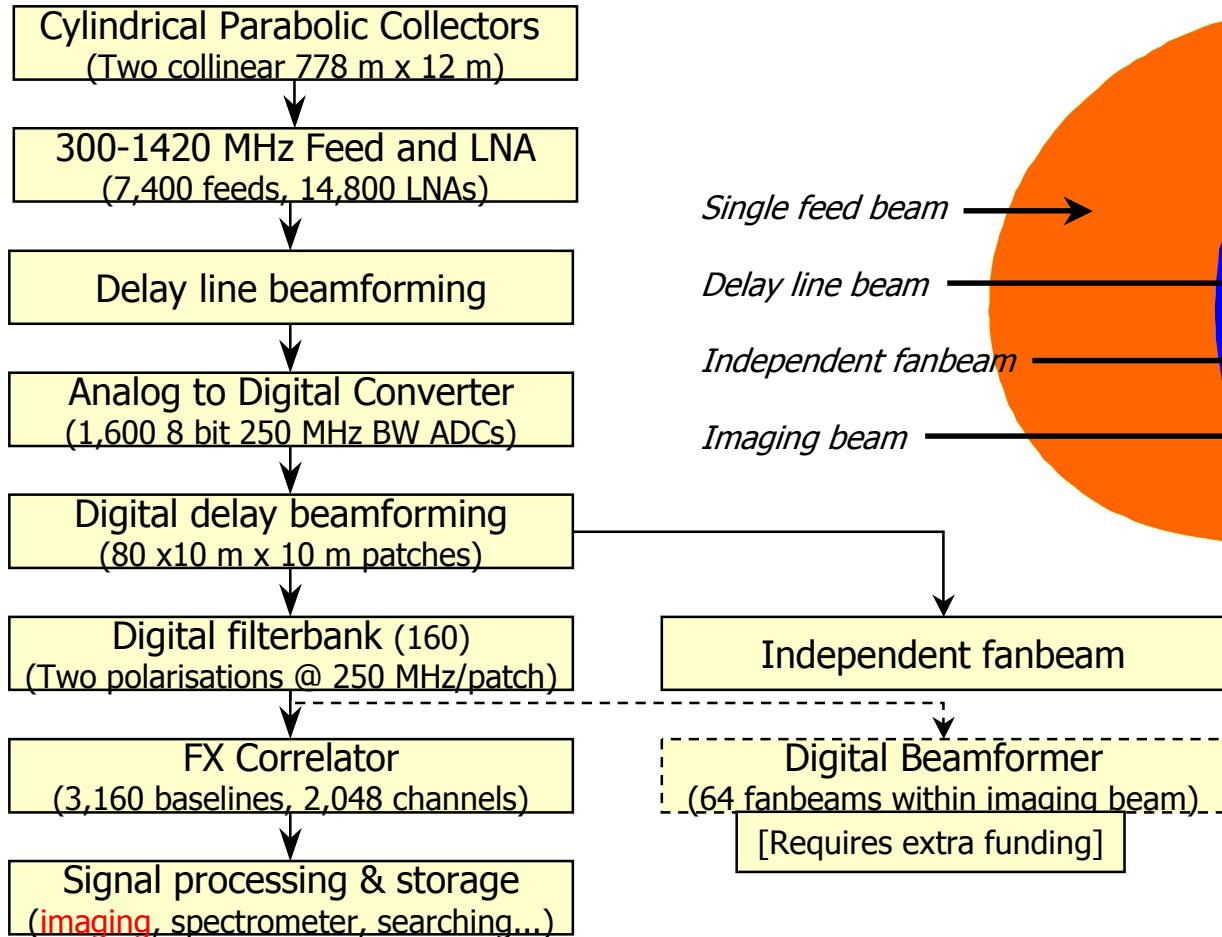 Cylindrical Parabolic Collectors
(Two collinear 778 m x 12 m)
300-1420 MHz Feed and LNA
(7,400 feeds, 14,800 LNAs)
Delay line beamforming
Analog to Digital Converter
(1,600 8 bit 250 MHz BW ADCs)
Digital delay beamforming
(80 x10 m x 10 m patches)
Digital filterbank (160)
(Two polarisations @ 250 MHz/patch)
FX Correlator
(3,160 baselines, 2,048 channels)
Signal processing & storage
(imaging, spectrometer, searching...)
Single feed beam
Delay line beam
Independent fanbeam
Imaging beam
Independent fanbeam
Digital Beamformer
(64 fanbeams within imaging beam)
[Requires extra funding]